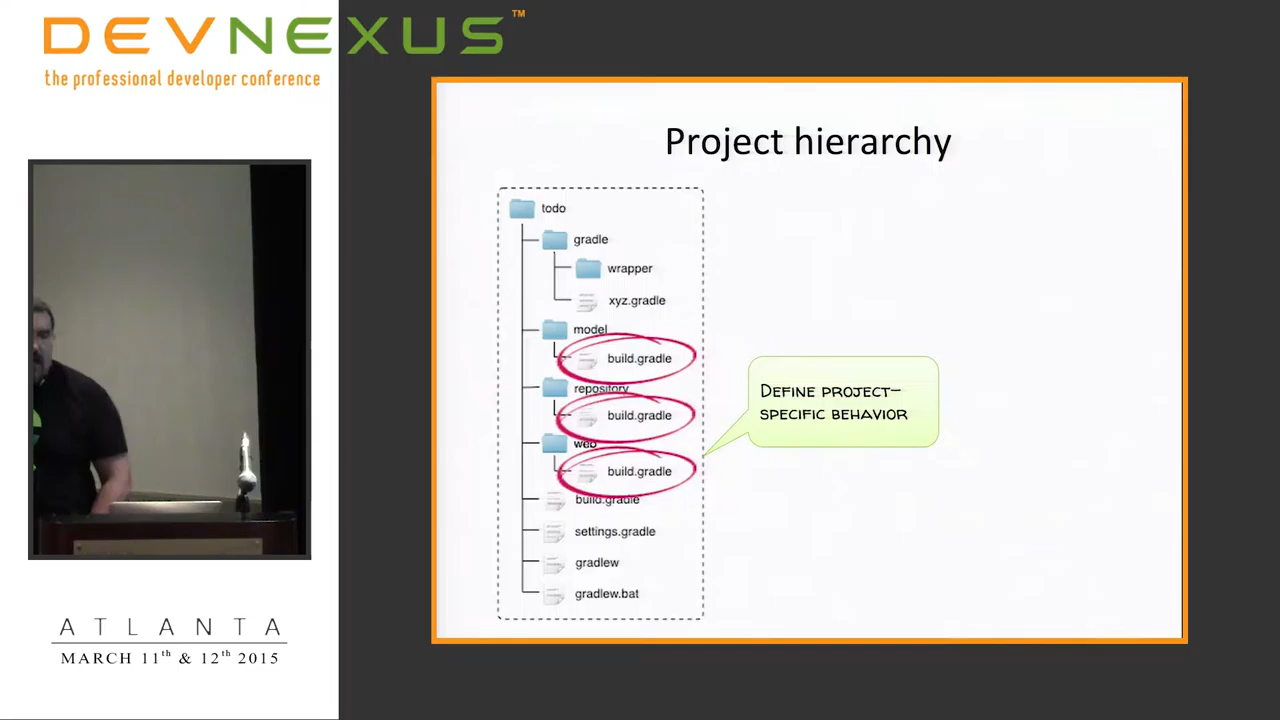 DEVNEXUS™
the professional developer conference
Project hierarchy
todo
gradle
wrapper
xyz.gradle
model
build.gradle
repository
build.gradle
web
build.gradle
build.gradle
settings.gradle
gradlew
gradlew.bat
DEFINE PROJECT-
SPECIFIC BEHAVIOR
ATLANTA
MARCH 11th & 12th 2015